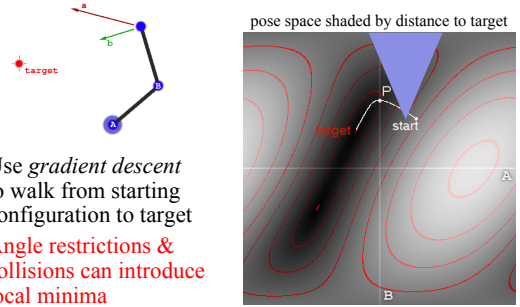 pose space shaded by distance to target
a
b
target
B
A
Use gradient descent
to walk from starting
configuration to target
Angle restrictions &
collisions can introduce
local minima
P
target
start
A
B